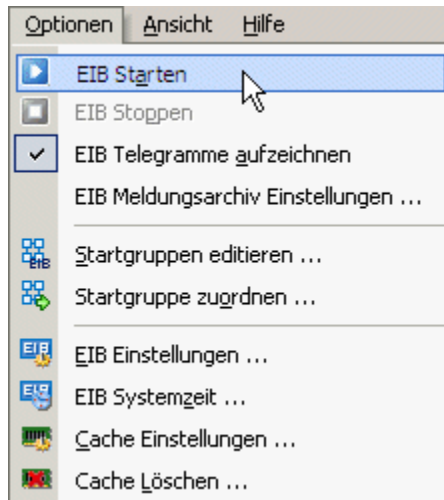 Optionen Ansicht Hilfe
EIB Starten
EIB Stoppen
EIB Telegramme aufzeichnen
EIB Meldungsarchiv Einstellungen ...
Startgruppen editieren ...
Startgruppe zuordnen ...
EIB Einstellungen ...
EIB Systemzeit ...
Cache Einstellungen ...
Cache Löschen ...